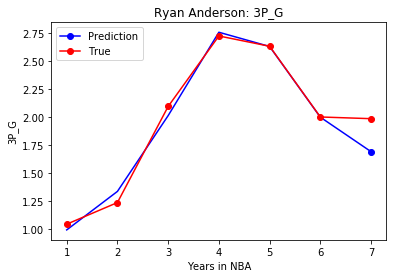 Ryan Anderson: 3P_G
Prediction
True
2.75
2.50
2.25
2.00
1.75
1.50
1.25
1.00
3P_G
1 2 3 4 5 6 7
Years in NBA